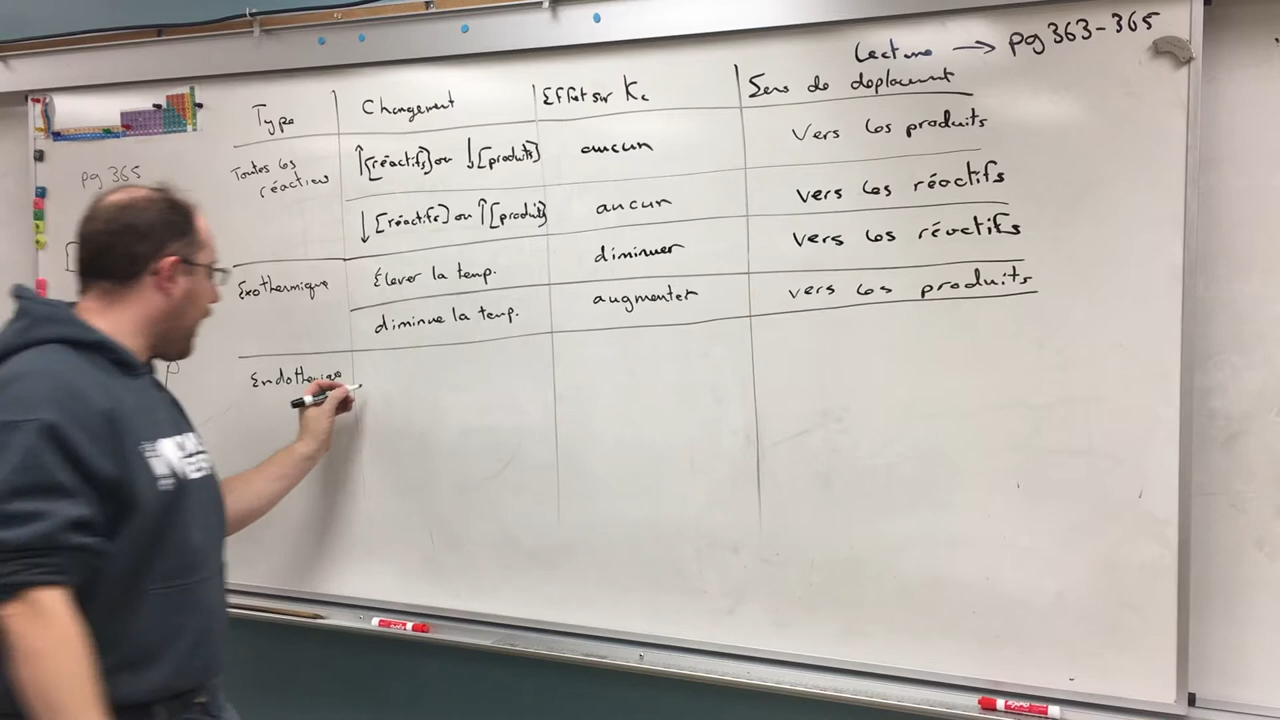 Lecture → pg 363-365
Type Changement Effet sur Kc Sens de déplacement
Toutes les réactions ↑[réactifs] ou ↓[produits] aucun Vers les produits
↓[réactifs] ou ↑[produits] aucun vers les réactifs
Exothermique Élever la temp. diminuer vers les réactifs
diminue la temp. augmenter vers les produits
Endothermique
pg 365